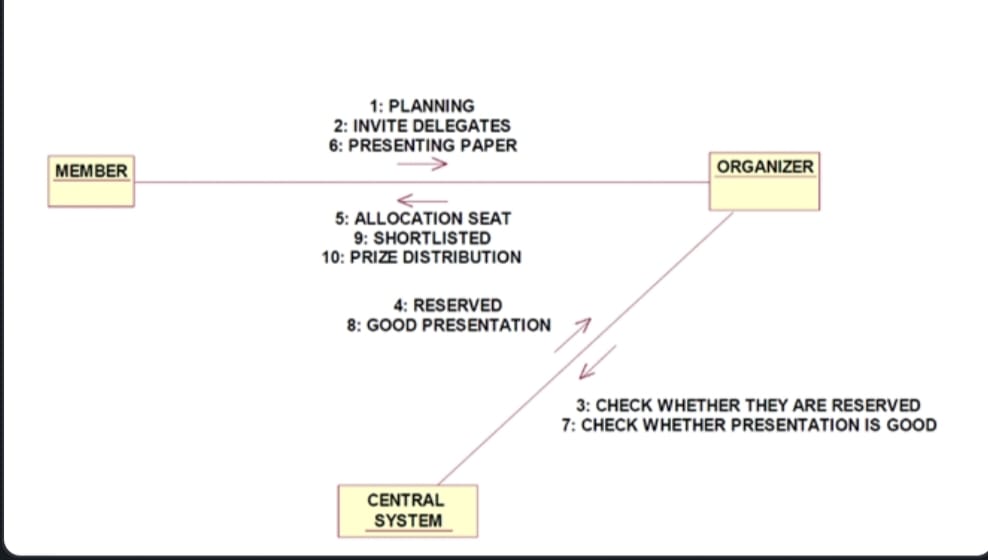 1: PLANNING
2: INVITE DELEGATES
6: PRESENTING PAPER
MEMBER
ORGANIZER
5: ALLOCATION SEAT
9: SHORTLISTED
10: PRIZE DISTRIBUTION
4: RESERVED
8: GOOD PRESENTATION
3: CHECK WHETHER THEY ARE RESERVED
7: CHECK WHETHER PRESENTATION IS GOOD
CENTRAL
SYSTEM